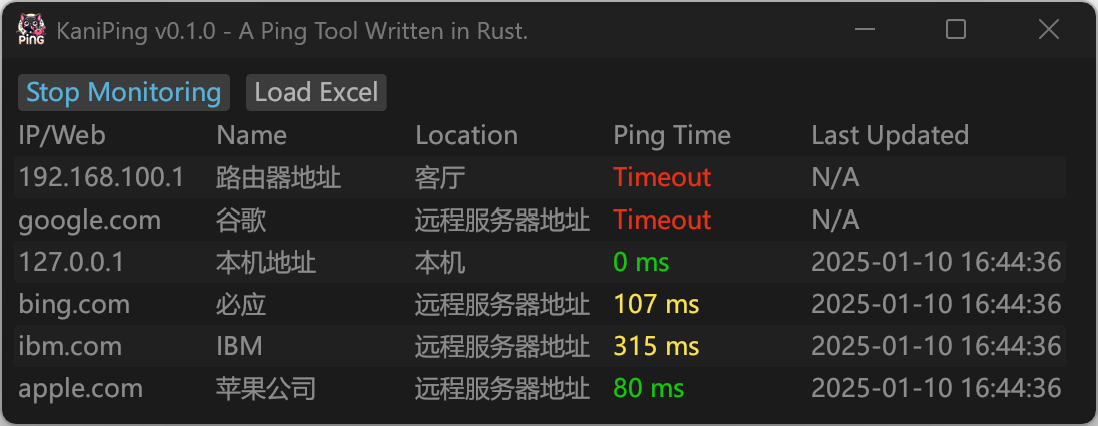 PING
KaniPing v0.1.0 - A Ping Tool Written in Rust.
Stop Monitoring Load Excel
IP/Web Name Location Ping Time Last Updated
192.168.100.1 路由器地址 客厅 Timeout N/A
google.com 谷歌 远程服务器地址 Timeout N/A
127.0.0.1 本机地址 本机 0 ms 2025-01-10 16:44:36
bing.com 必应 远程服务器地址 107 ms 2025-01-10 16:44:36
ibm.com IBM 远程服务器地址 315 ms 2025-01-10 16:44:36
apple.com 苹果公司 远程服务器地址 80 ms 2025-01-10 16:44:36